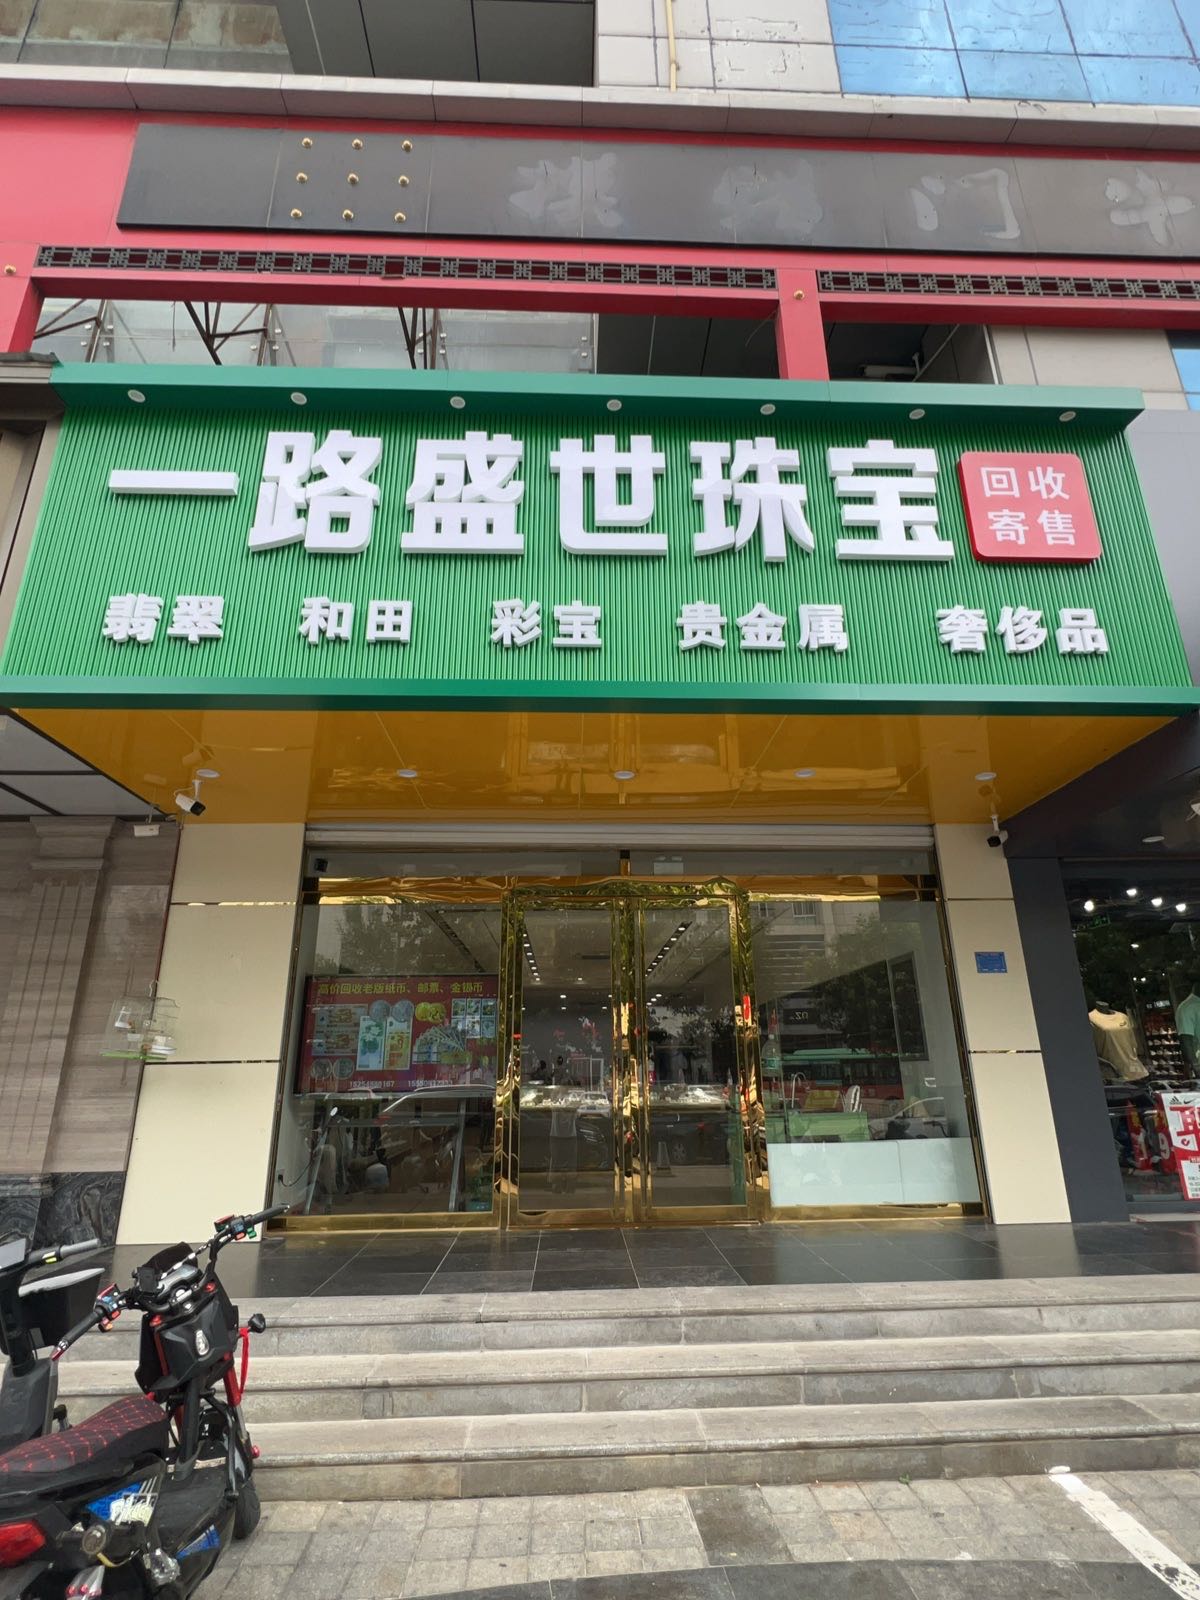 一路盛世珠宝
回收
寄售
翡翠 和田 彩宝 贵金属 奢侈品
高价回收老版纸币、邮票、金银币